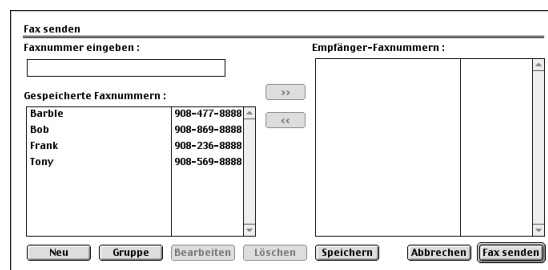 Fax senden
Faxnummer eingeben :
Empfänger-Faxnummern :
>>
<<
Gespeicherte Faxnummern :
Barble 908-477-8888
Bob 908-869-8888
Frank 908-236-8888
Tony 908-569-8888
Neu Gruppe Bearbeiten Löschen Speichern Abbrechen Fax senden